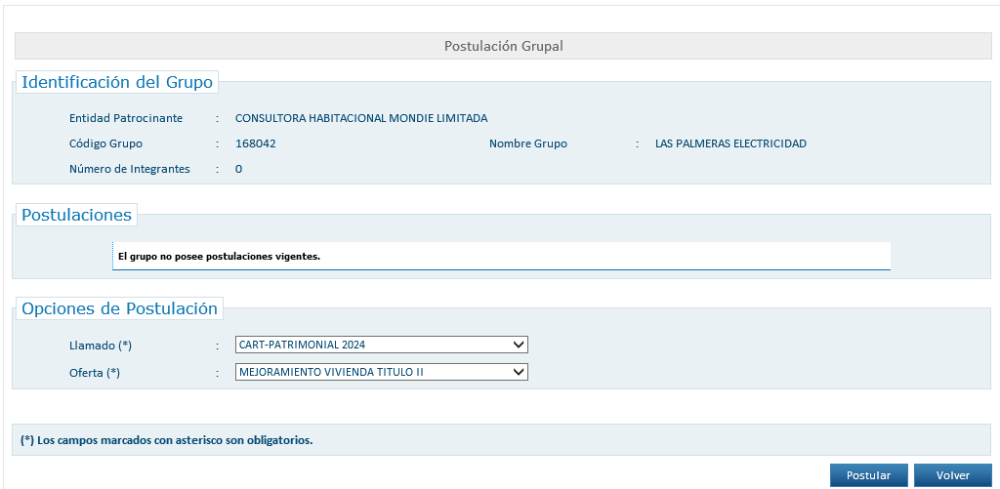 Postulación Grupal
Identificación del Grupo
Entidad Patrocinante : CONSULTORA HABITACIONAL MONDIE LIMITADA
Código Grupo : 168042 Nombre Grupo : LAS PALMERAS ELECTRICIDAD
Número de Integrantes : 0
Postulaciones
El grupo no posee postulaciones vigentes.
Opciones de Postulación
Llamado (*) : CART-PATRIMONIAL 2024
Oferta (*) : MEJORAMIENTO VIVIENDA TITULO II
(*) Los campos marcados con asterisco son obligatorios.
Postular Volver